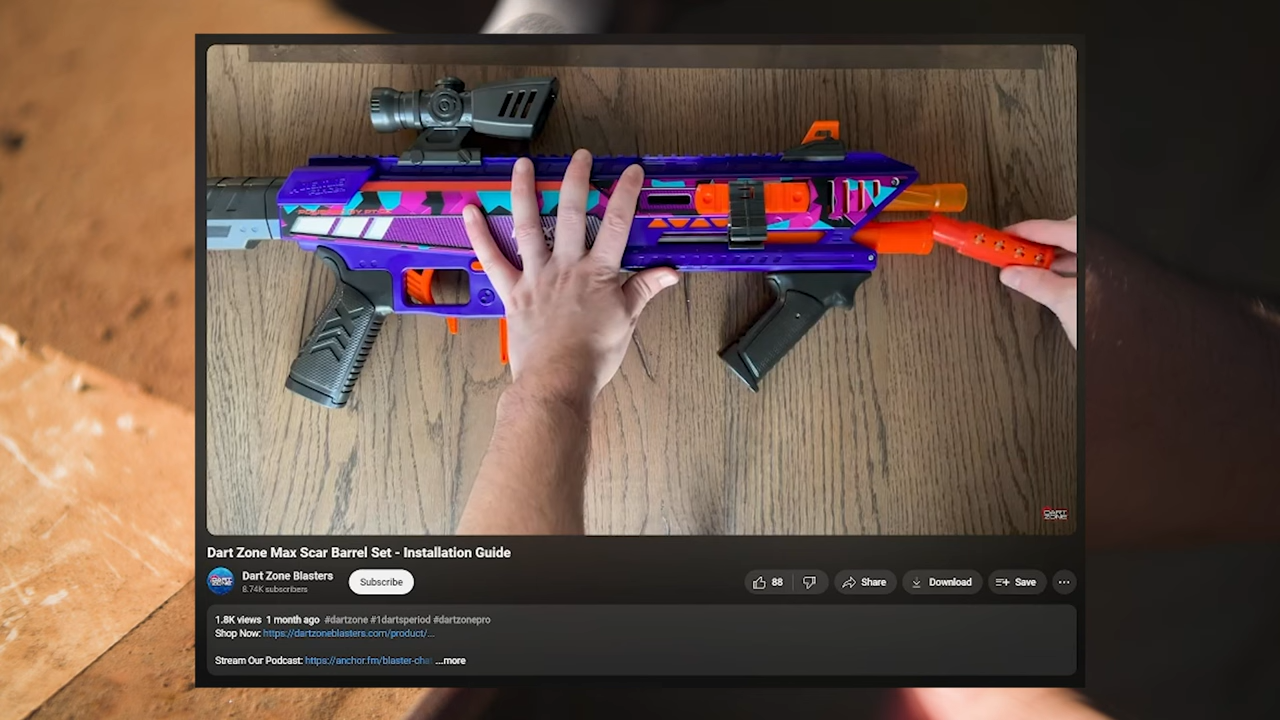 DART
ZONE
Dart Zone Max Scar Barrel Set - Installation Guide
Dart Zone Blasters
8.74K subscribers
Subscribe
88
Share
Download
Save
1.8K views 1 month ago #dartzone #1dartsperiod #dartzonepro
Shop Now: https://dartzoneblasters.com/product/...
Stream Our Podcast: https://anchor.fm/blaster-cha ...more